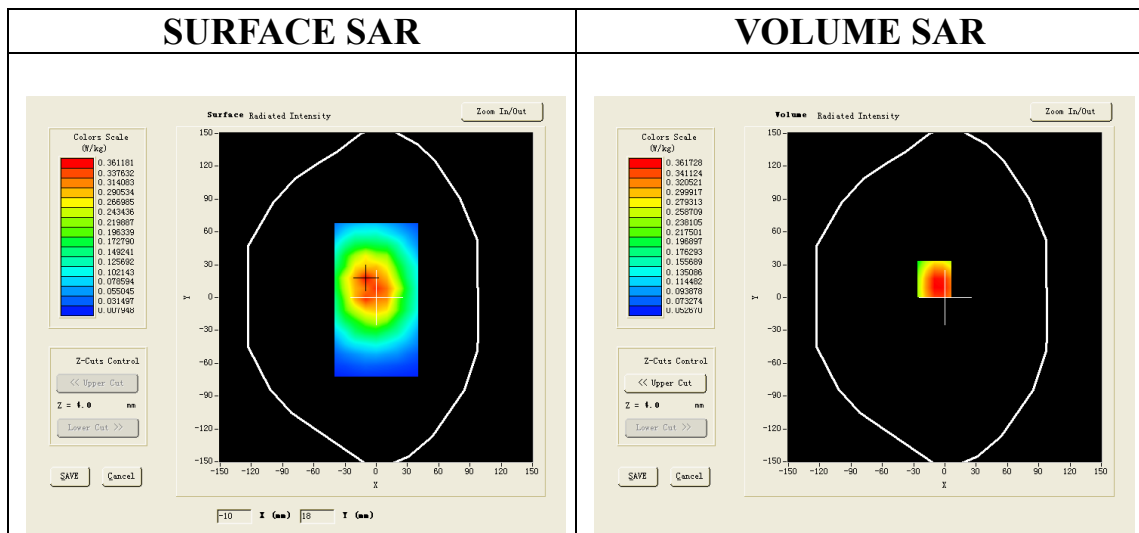 SURFACE SAR
VOLUME SAR
Surface Radiated Intensity
Zoom In/Out
Colors Scale
(W/kg)
0.361181
0.337632
0.314083
0.290534
0.266985
0.243436
0.219887
0.196339
0.172790
0.149241
0.125692
0.102143
0.078594
0.055045
0.031497
0.007948
150
120
90
60
30
0
-30
-60
-90
-120
-150
Y
-150 -120 -90 -60 -30 0 30 60 90 120 150
X
Z-Cuts Control
<< Upper Cut
Z = 4.0 mm
Lower Cut >>
SAVE
Cancel
-10 X (mm) 18 Y (mm)
Volume Radiated Intensity
Zoom In/Out
Colors Scale
(W/kg)
0.361728
0.341124
0.320521
0.299917
0.279313
0.258709
0.238105
0.217501
0.196897
0.176293
0.155689
0.135086
0.114482
0.093878
0.073274
0.052670
150
120
90
60
30
0
-30
-60
-90
-120
-150
Y
-150 -120 -90 -60 -30 0 30 60 90 120 150
X
Z-Cuts Control
<< Upper Cut
Z = 4.0 mm
Lower Cut >>
SAVE
Cancel